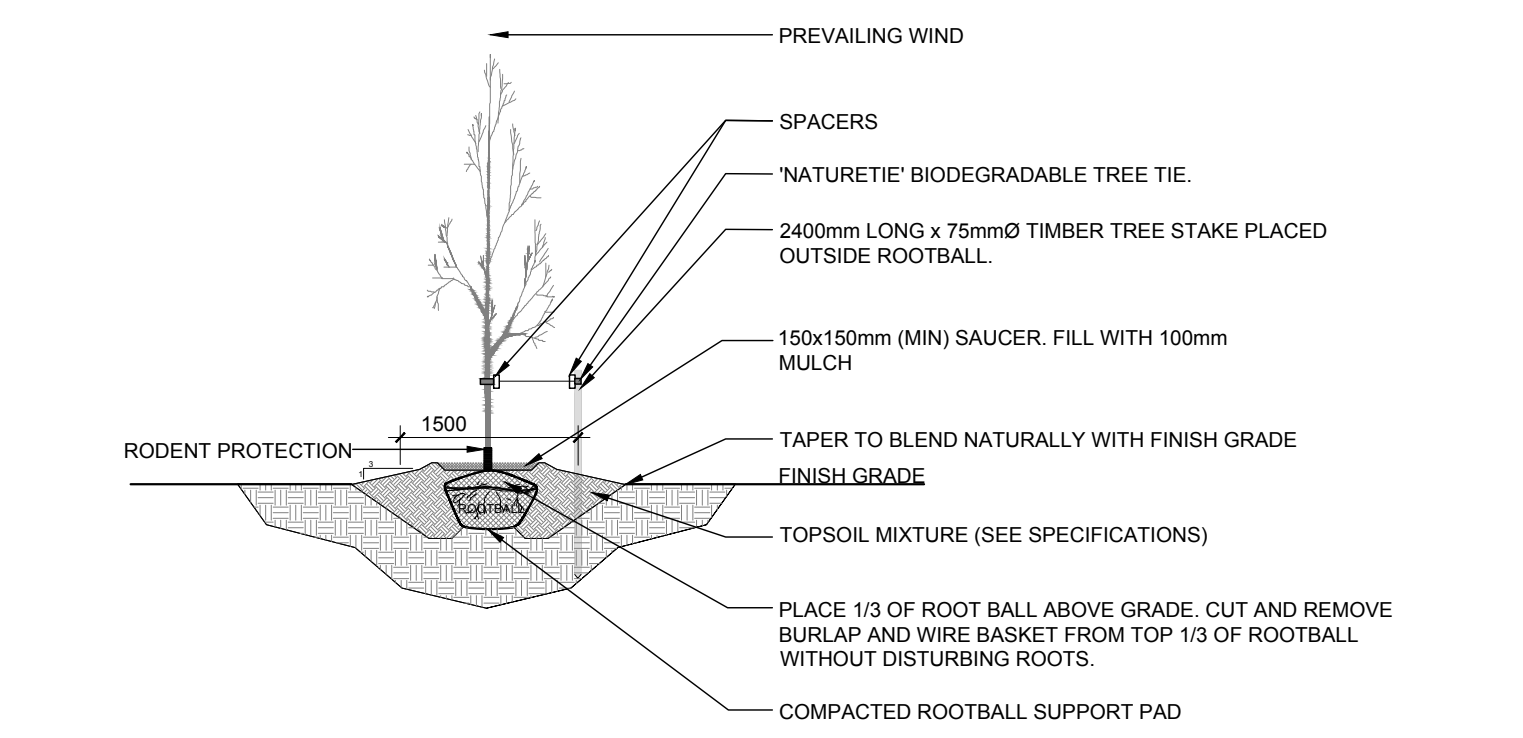 PREVAILING WIND
SPACERS
'NATURETIE' BIODEGRADABLE TREE TIE.
2400mm LONG x 75mmØ TIMBER TREE STAKE PLACED
OUTSIDE ROOTBALL.
150x150mm (MIN) SAUCER. FILL WITH 100mm
MULCH
1500
RODENT PROTECTION
TAPER TO BLEND NATURALLY WITH FINISH GRADE
3
1
FINISH GRADE
ROOTBALL
TOPSOIL MIXTURE (SEE SPECIFICATIONS)
PLACE 1/3 OF ROOT BALL ABOVE GRADE. CUT AND REMOVE
BURLAP AND WIRE BASKET FROM TOP 1/3 OF ROOTBALL
WITHOUT DISTURBING ROOTS.
COMPACTED ROOTBALL SUPPORT PAD